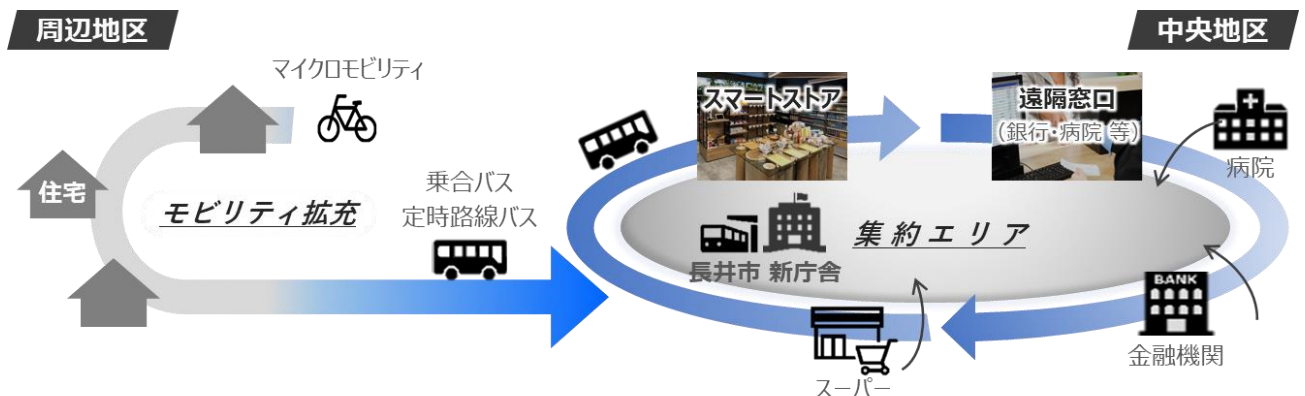 周辺地区
中央地区
マイクロモビリティ
スマートストア
遠隔窓口
（銀行・病院 等）
病院
住宅
乗合バス
定時路線バス
モビリティ拡充
集約エリア
長井市 新庁舎
BANK
金融機関
スーパー